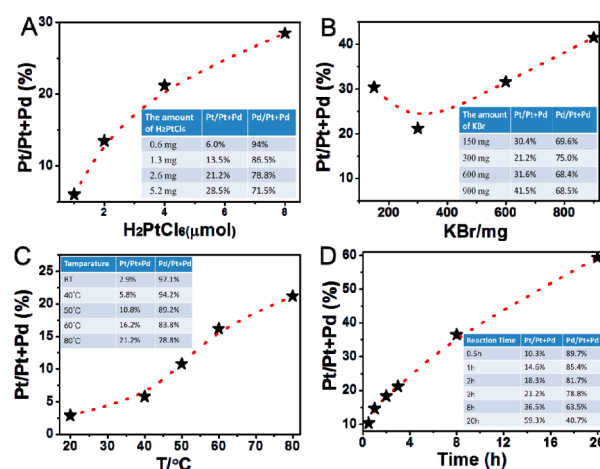 A
Pt/Pt+Pd (%)
30
20
10
2 4 6 8
H2PtCl6(μmol)
The amount of H2PtCl6 Pt/Pt+Pd Pd/Pt+Pd
0.6 mg 6.0% 94%
1.3 mg 13.5% 86.5%
2.6 mg 21.2% 78.8%
5.2 mg 28.5% 71.5%
B
Pt/Pt+Pd (%)
40
30
20
10
200 400 600 800
KBr/mg
The amount of KBr Pt/Pt+Pd Pd/Pt+Pd
150 mg 30.4% 69.6%
300 mg 21.2% 75.0%
600 mg 31.6% 68.4%
900 mg 41.5% 68.5%
C
Pt/Pt+Pd (%)
25
20
15
10
5
0
20 30 40 50 60 70 80
T/°C
Temperature Pt/Pt+Pd Pd/Pt+Pd
RT 2.9% 97.1%
40°C 5.8% 94.2%
50°C 10.8% 89.2%
60°C 16.2% 83.8%
80°C 21.2% 78.8%
D
Pt/Pt+Pd (%)
60
50
40
30
20
10
0 4 8 12 16 20
Time (h)
Reaction Time Pt/Pt+Pd Pd/Pt+Pd
0.5h 10.3% 89.7%
1h 14.6% 85.4%
2h 18.3% 81.7%
3h 21.2% 78.8%
8h 36.5% 63.5%
20h 59.3% 40.7%